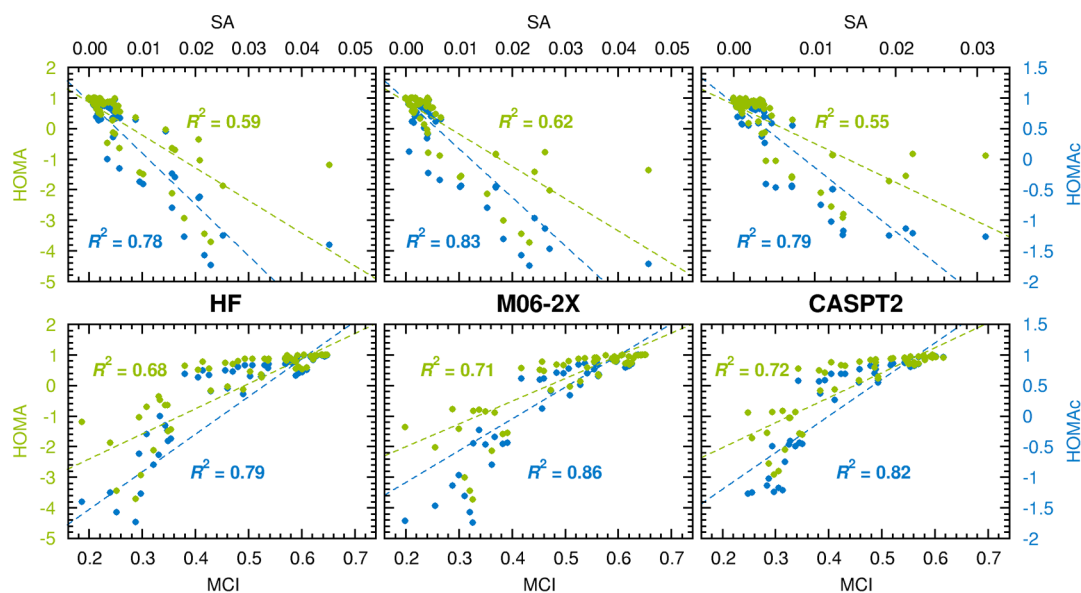 SA SA SA
0.00 0.01 0.02 0.03 0.04 0.05 0.00 0.01 0.02 0.03 0.04 0.05 0.00 0.01 0.02 0.03
2 1 0 -1 -2 -3 -4 -5
HOMA
R² = 0.59
R² = 0.78
R² = 0.62
R² = 0.83
R² = 0.55
R² = 0.79
1.5 1 0.5 0 -0.5 -1 -1.5 -2
HOMAc
HF M06-2X CASPT2
2 1 0 -1 -2 -3 -4 -5
HOMA
R² = 0.68
R² = 0.79
R² = 0.71
R² = 0.86
R² = 0.72
R² = 0.82
1.5 1 0.5 0 -0.5 -1 -1.5 -2
HOMAc
0.2 0.3 0.4 0.5 0.6 0.7 0.2 0.3 0.4 0.5 0.6 0.7 0.2 0.3 0.4 0.5 0.6 0.7
MCI MCI MCI